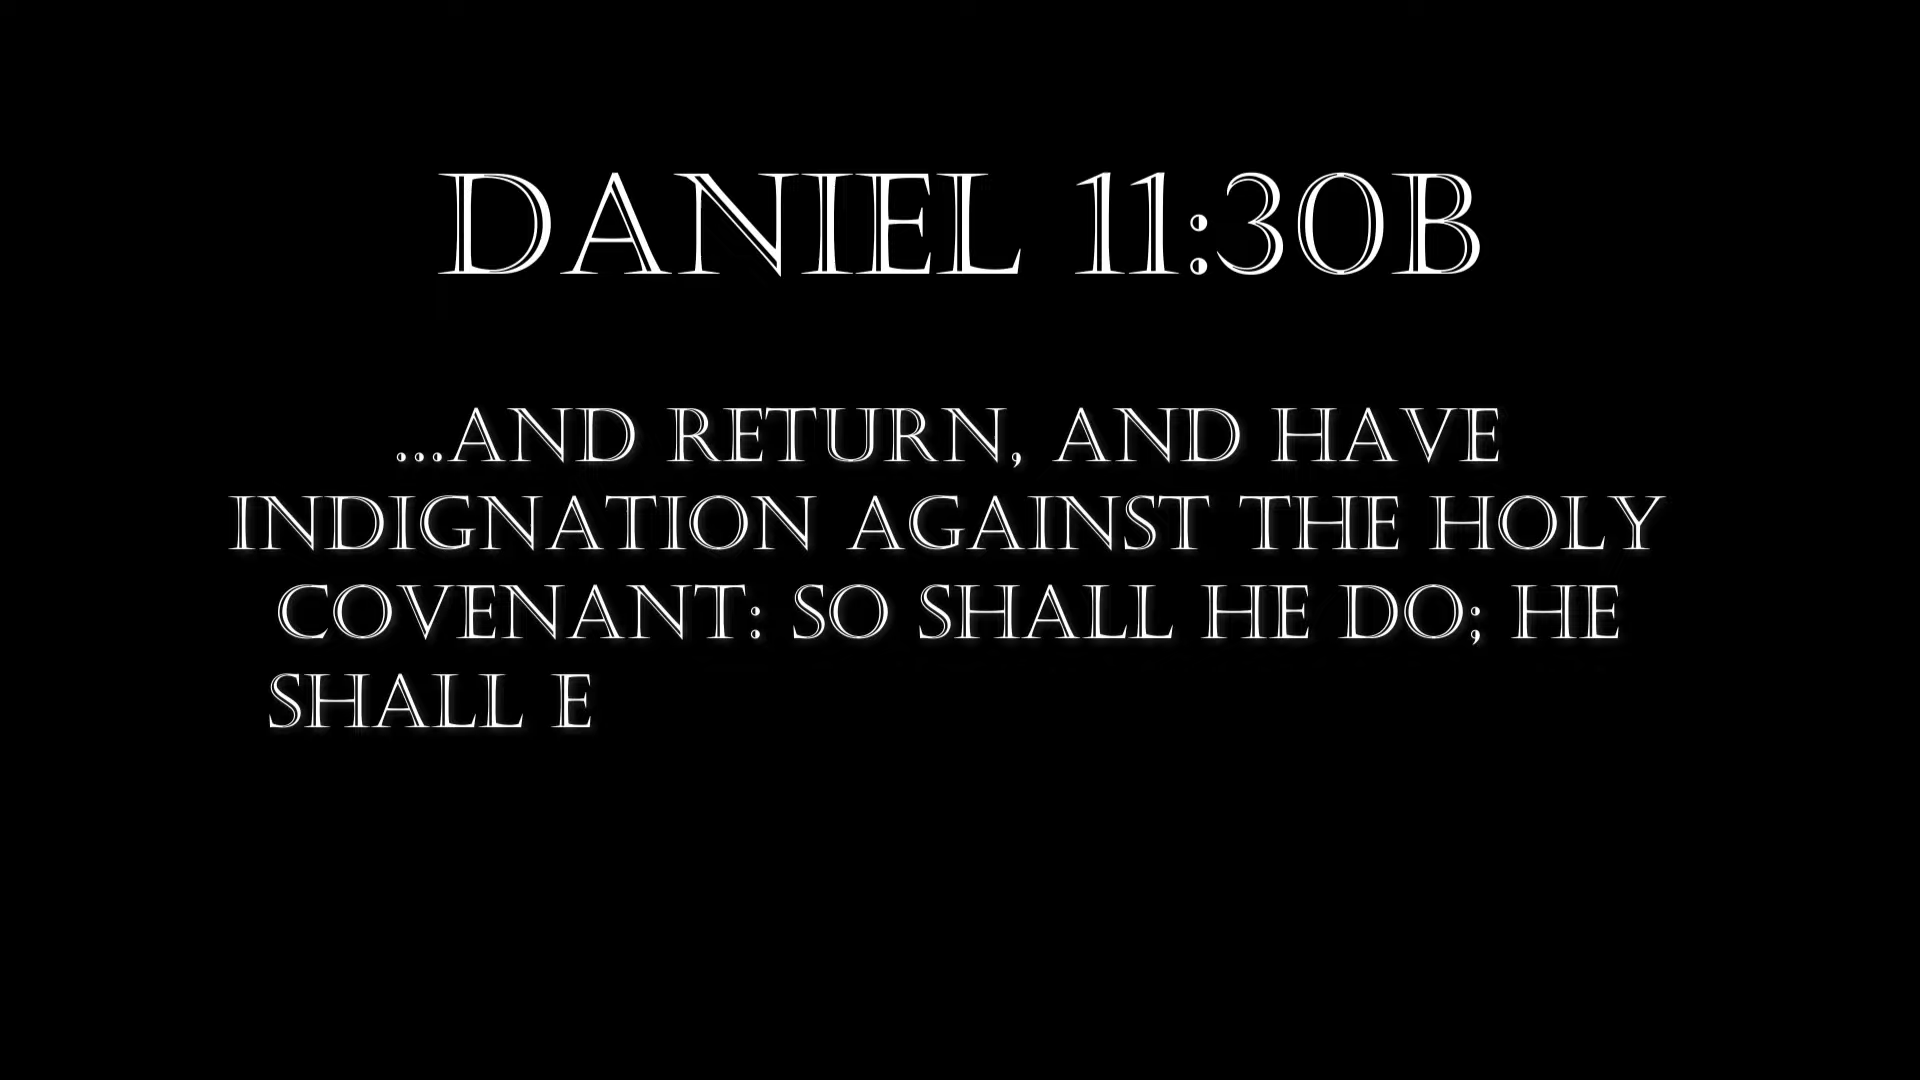 DANIEL 11:30B
...AND RETURN, AND HAVE
INDIGNATION AGAINST THE HOLY
COVENANT: SO SHALL HE DO; HE
SHALL E